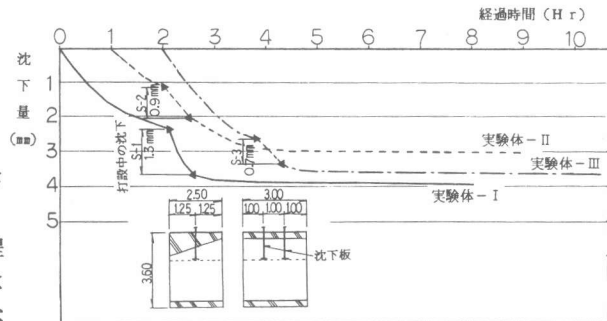 経過時間（Hr）
0 1 2 3 4 5 6 7 8 9 10
沈下量(mm)
1
2
3
4
5
S-2
0.9mm
打設中の沈下
S-1
1.3mm
S-3
0.7mm
実験体-Ⅱ
実験体-Ⅲ
実験体-Ⅰ
2.50
1.25 1.25
3.00
1.00 1.00 1.00
3.60
沈下板